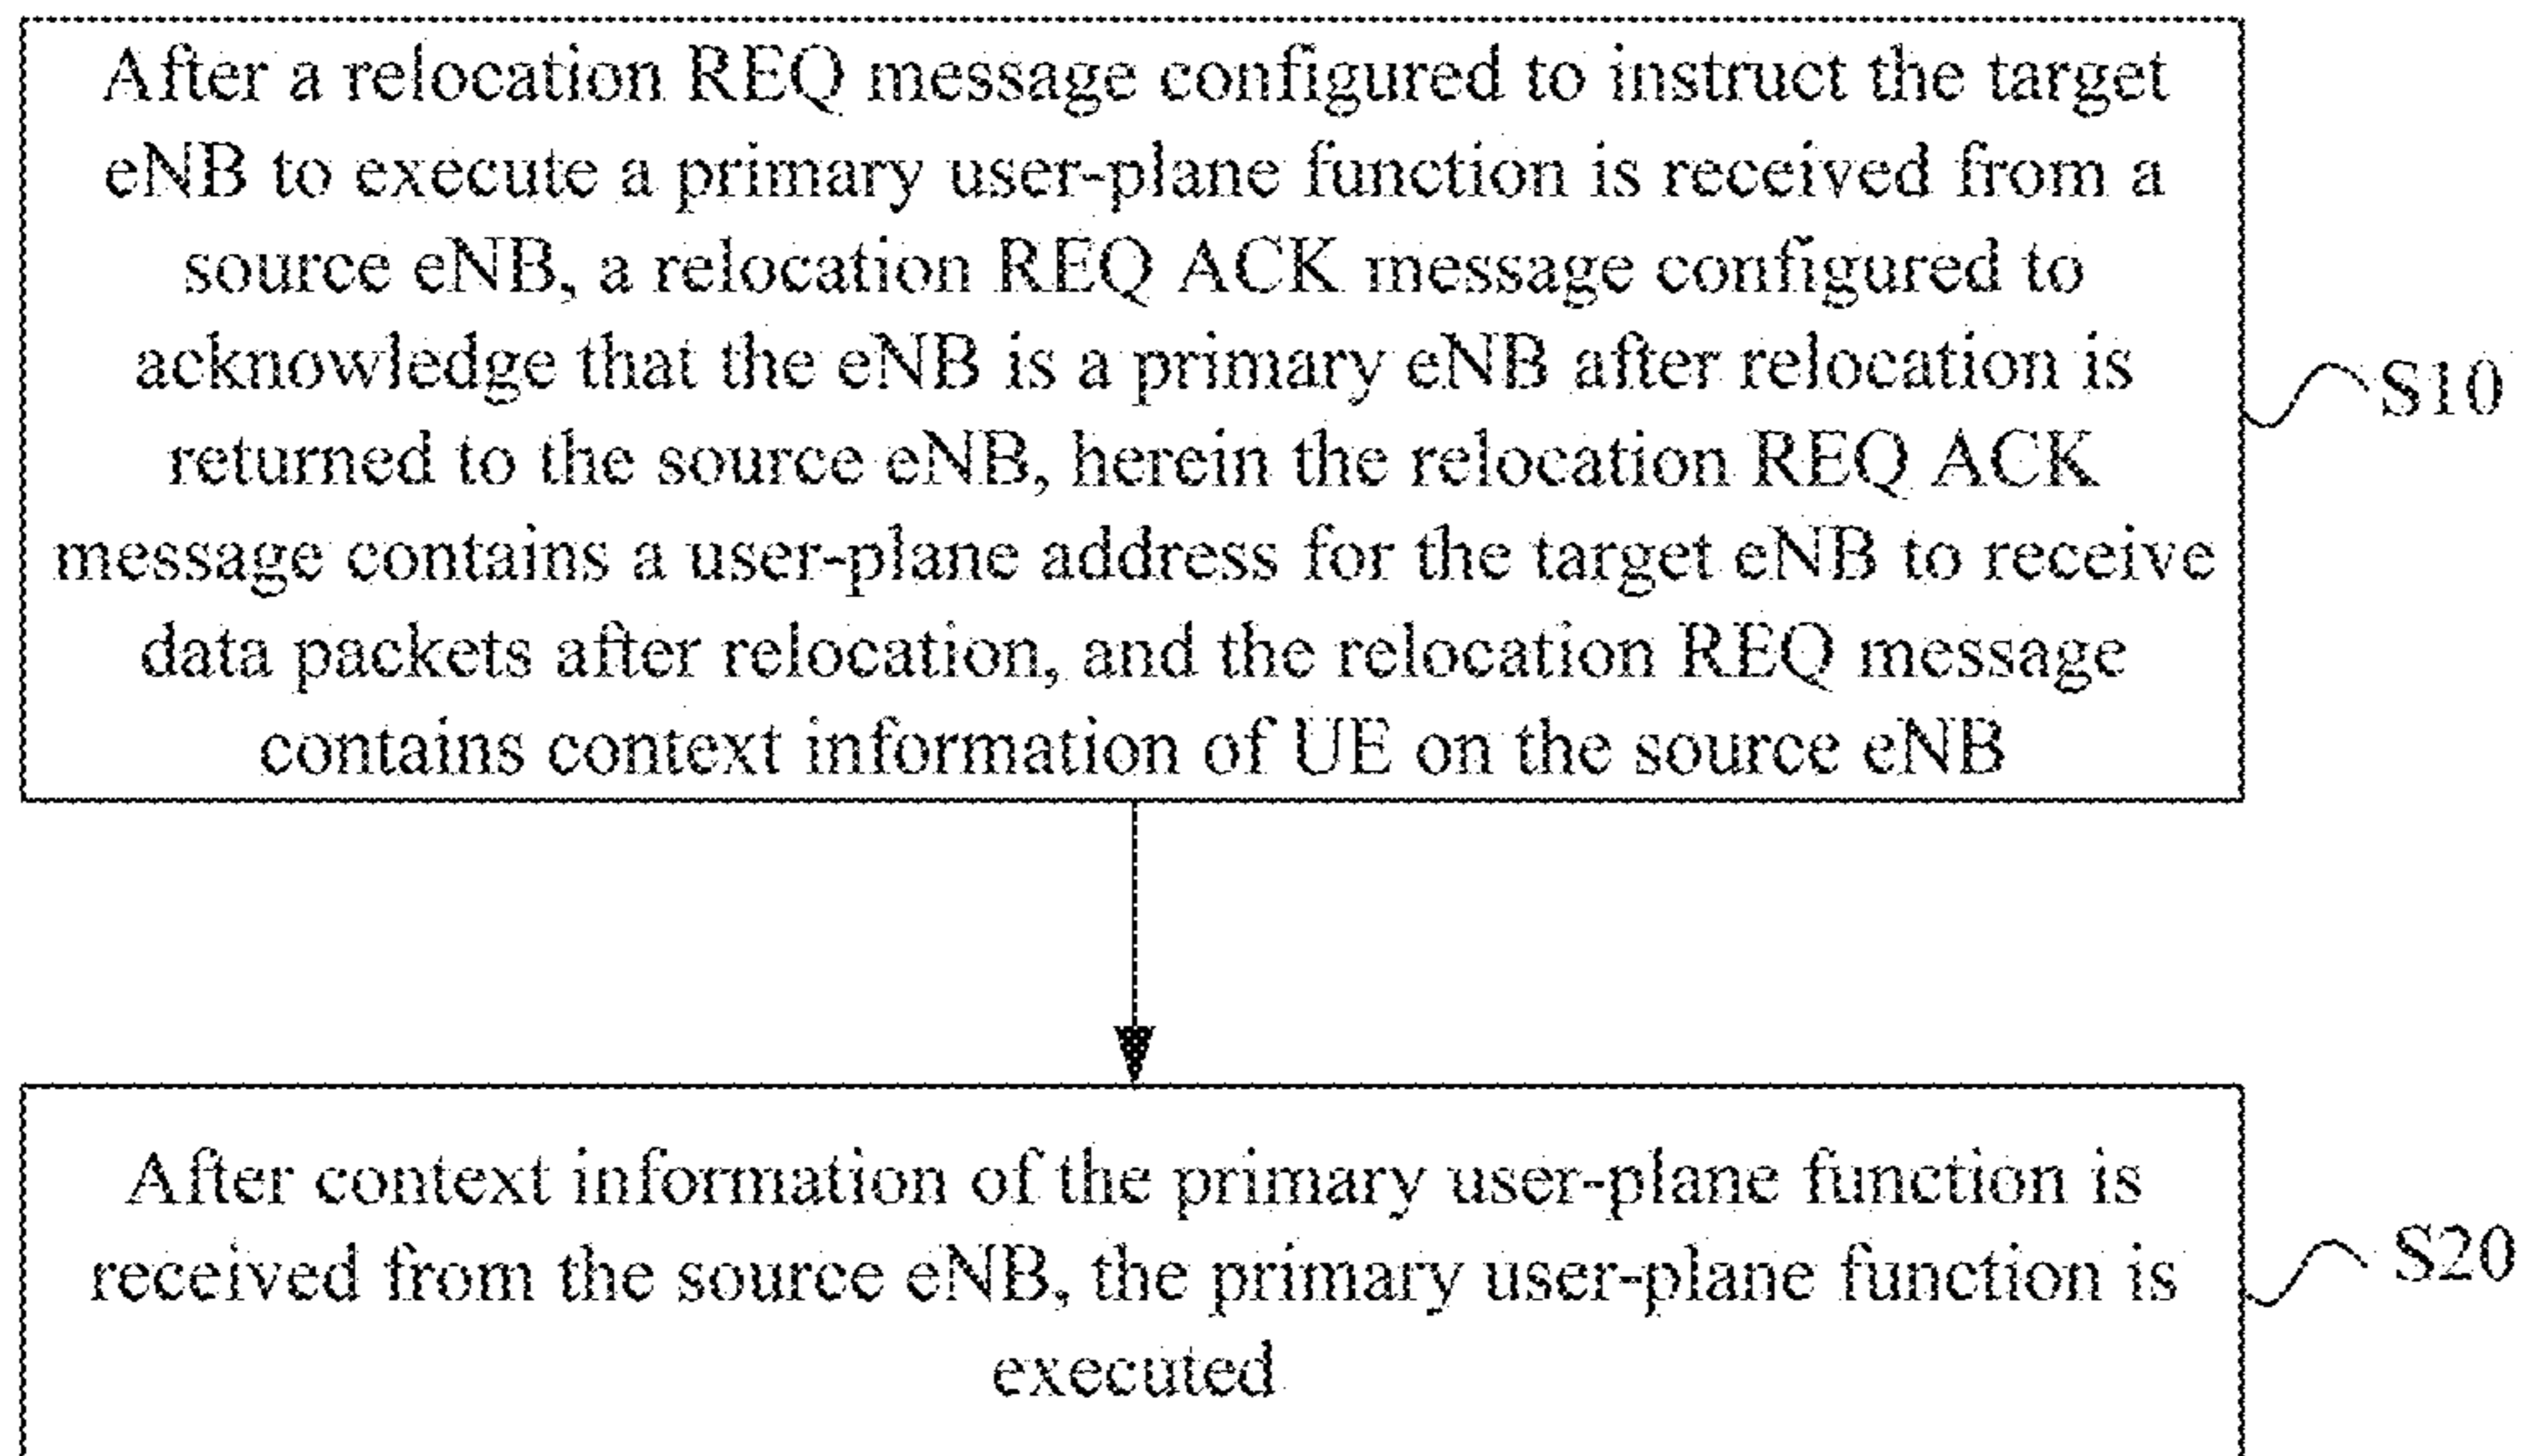 After a relocation REQ message configured to instruct the target
eNB to execute a primary user-plane function is received from a
source eNB, a relocation REQ ACK message configured to
acknowledge that the eNB is a primary eNB after relocation is
returned to the source eNB, herein the relocation REQ ACK
message contains a user-plane address for the target eNB to receive
data packets after relocation, and the relocation REQ message
contains context information of UE on the source eNB
S10
After context information of the primary user-plane function is
received from the source eNB, the primary user-plane function is
executed
S20